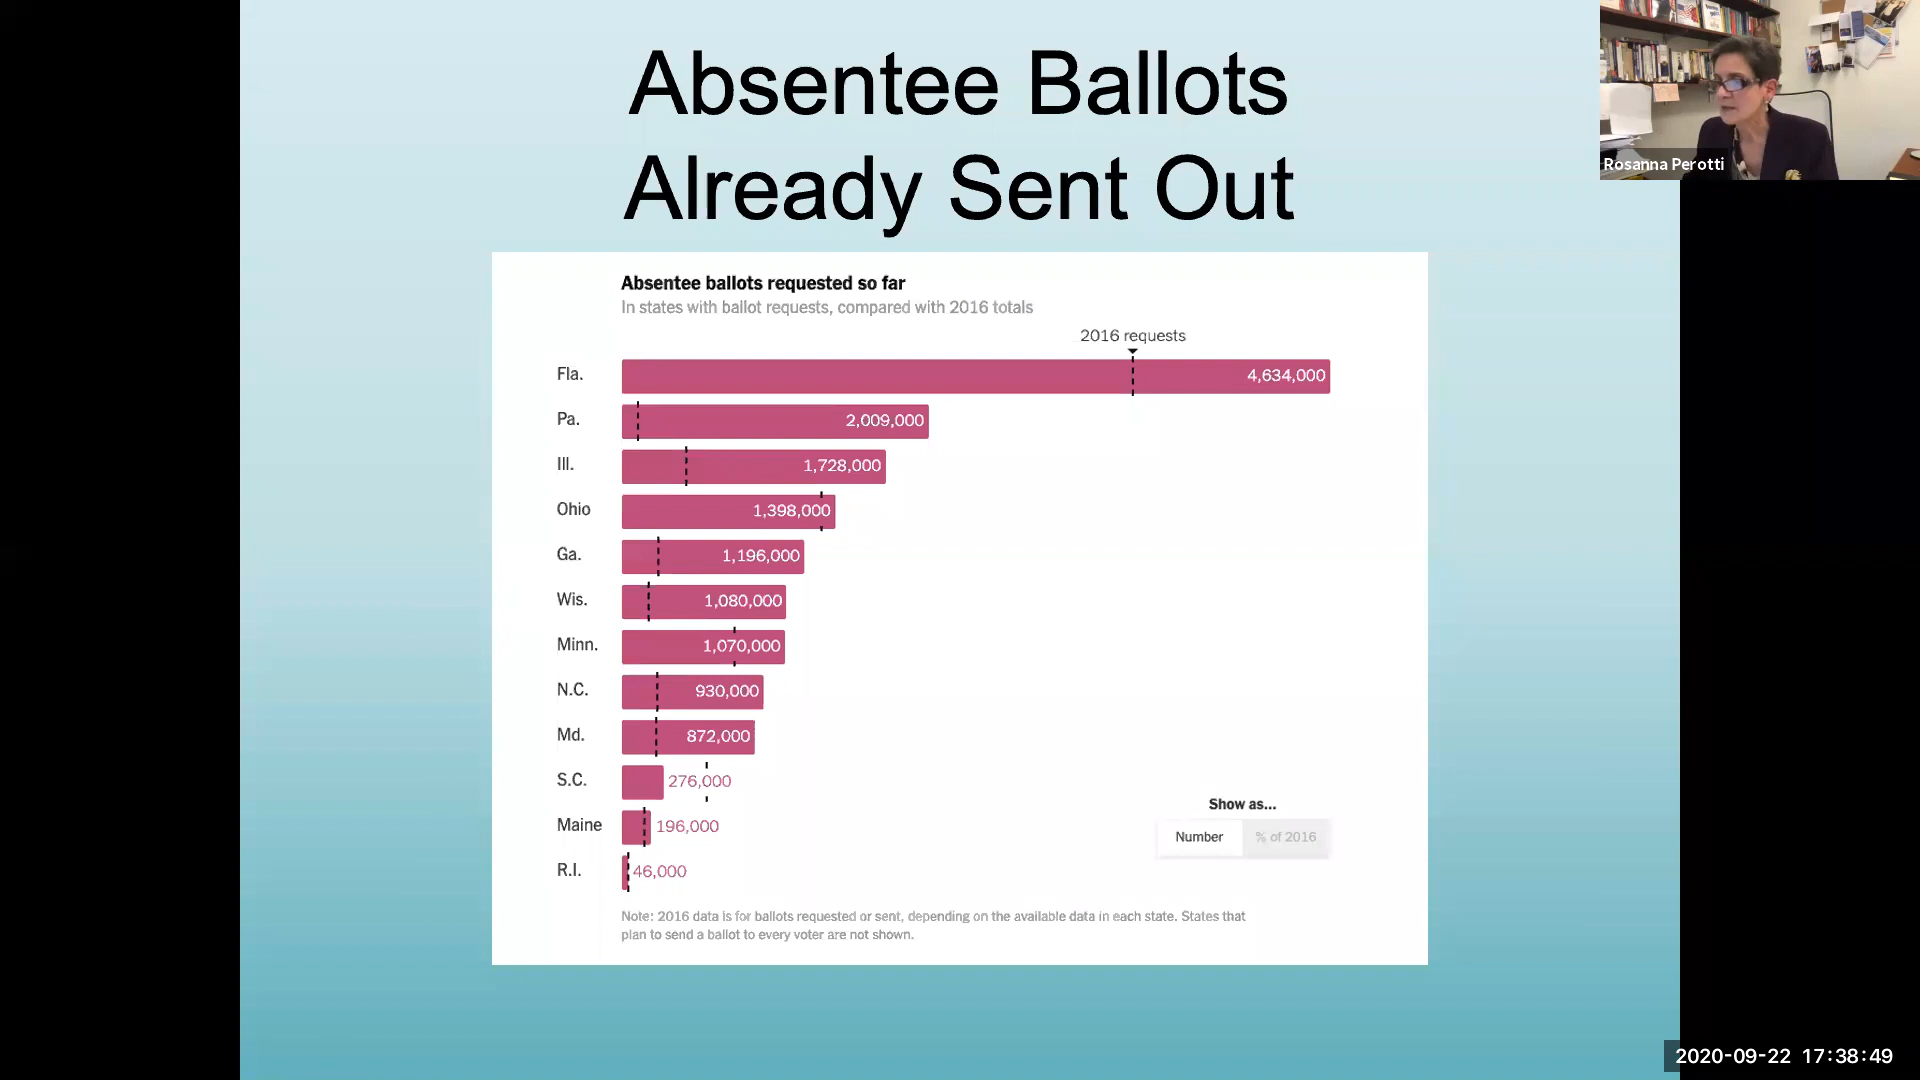 Absentee Ballots
Already Sent Out
Rosanna Perotti
Absentee ballots requested so far
In states with ballot requests, compared with 2016 totals
2016 requests
Fla. 4,634,000
Pa. 2,009,000
Ill. 1,728,000
Ohio 1,398,000
Ga. 1,196,000
Wis. 1,080,000
Minn. 1,070,000
N.C. 930,000
Md. 872,000
S.C. 276,000
Maine 196,000
R.I. 46,000
Show as...
Number % of 2016
Note: 2016 data is for ballots requested or sent, depending on the available data in each state. States that
plan to send a ballot to every voter are not shown.
2020-09-22 17:38:49